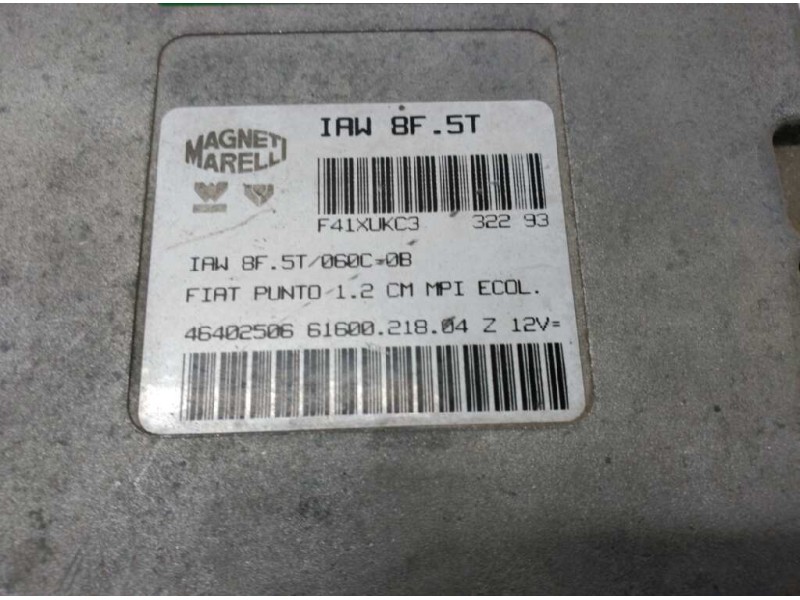 IAW 8F.5T
MAGNETI
MARELLI
F41XUKC3 322 93
IAW 8F.5T/060C=0B
FIAT PUNTO 1.2 CM MPI ECOL.
46402506 61600.218.04 Z 12V=